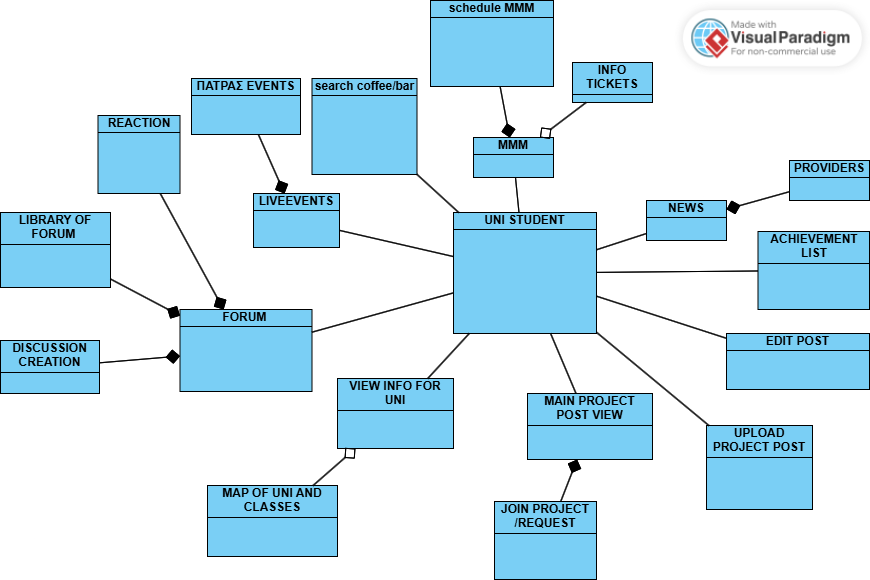 schedule MMM
Made with
Visual Paradigm
For non-commercial use
INFO
TICKETS
ΠΑΤΡΑΣ EVENTS
search coffee/bar
REACTION
MMM
PROVIDERS
LIVEEVENTS
NEWS
LIBRARY OF
FORUM
UNI STUDENT
ACHIEVEMENT
LIST
FORUM
DISCUSSION
CREATION
EDIT POST
VIEW INFO FOR
UNI
MAIN PROJECT
POST VIEW
UPLOAD
PROJECT POST
MAP OF UNI AND
CLASSES
JOIN PROJECT
/REQUEST